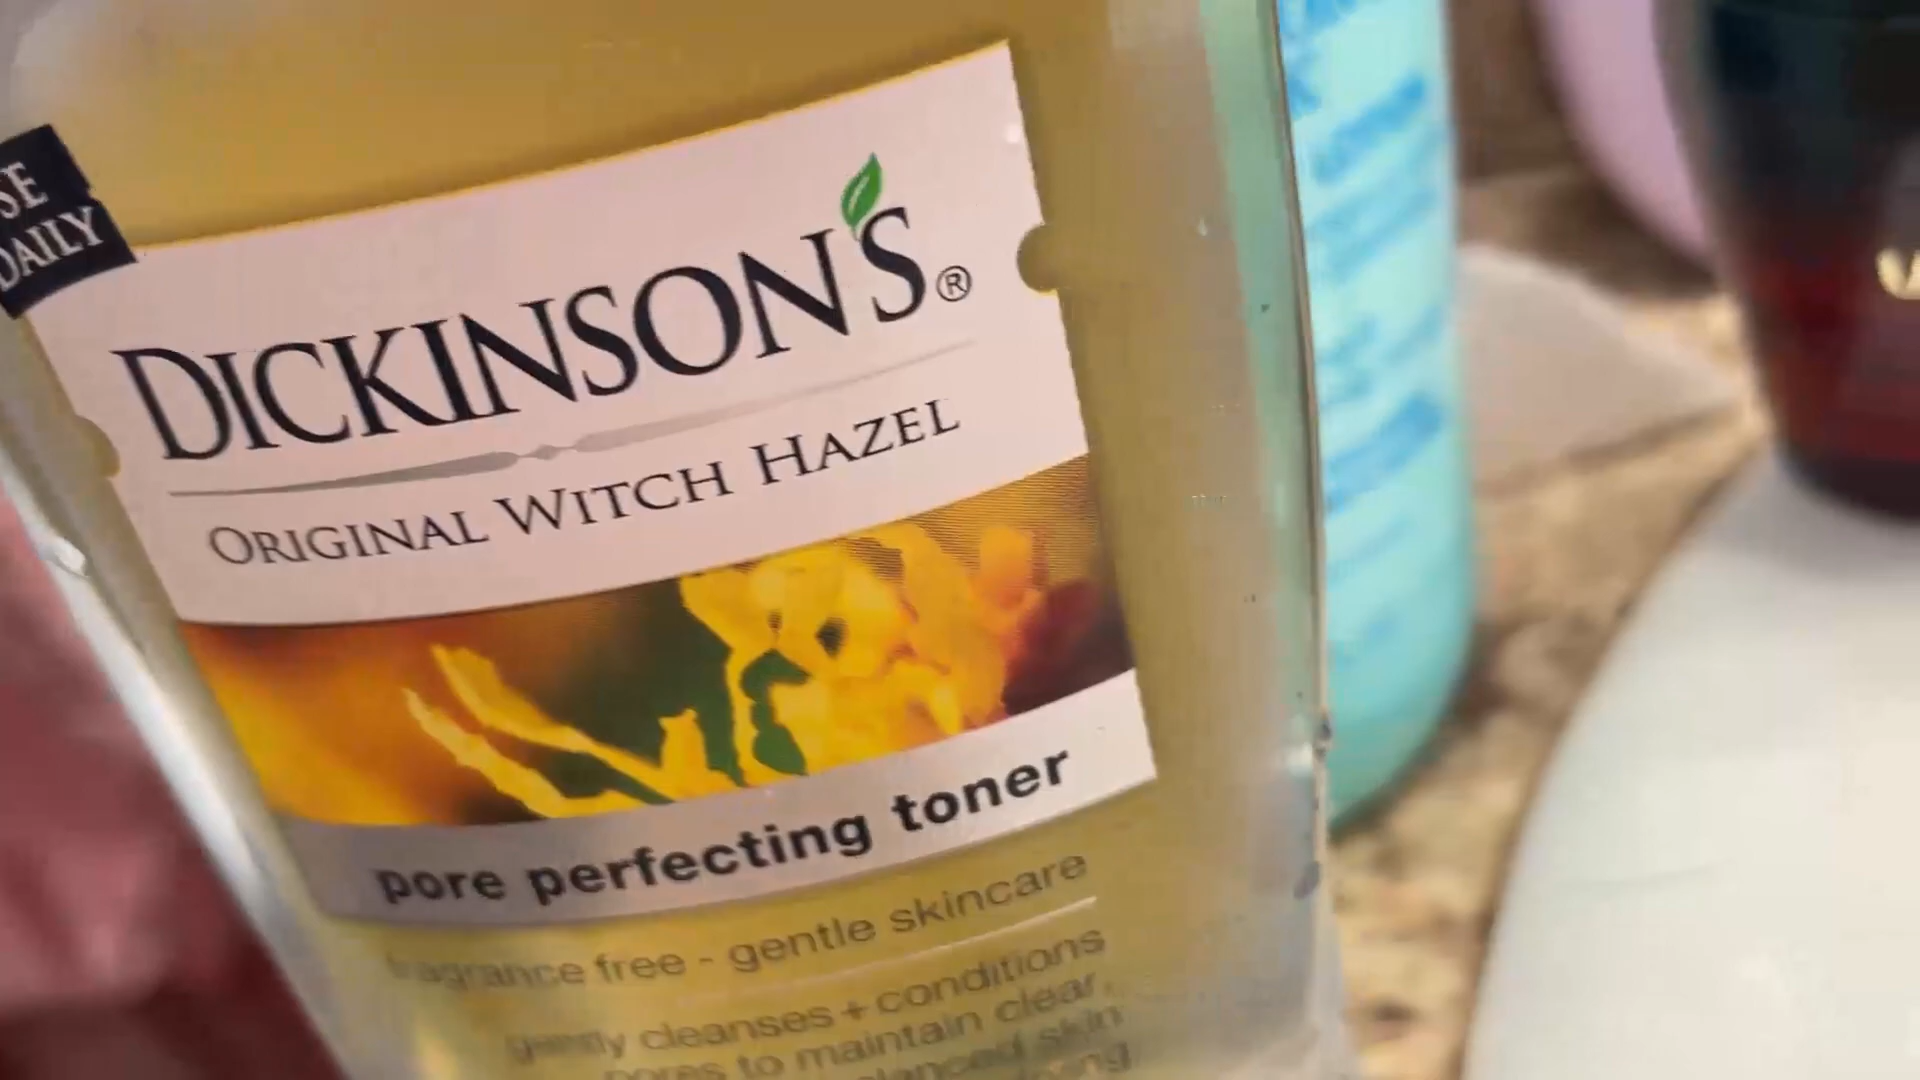 DAILY
DICKINSON'S®
ORIGINAL WITCH HAZEL
pore perfecting toner
fragrance free - gentle skincare
gently cleanses + conditions
pores to maintain clear,
skin